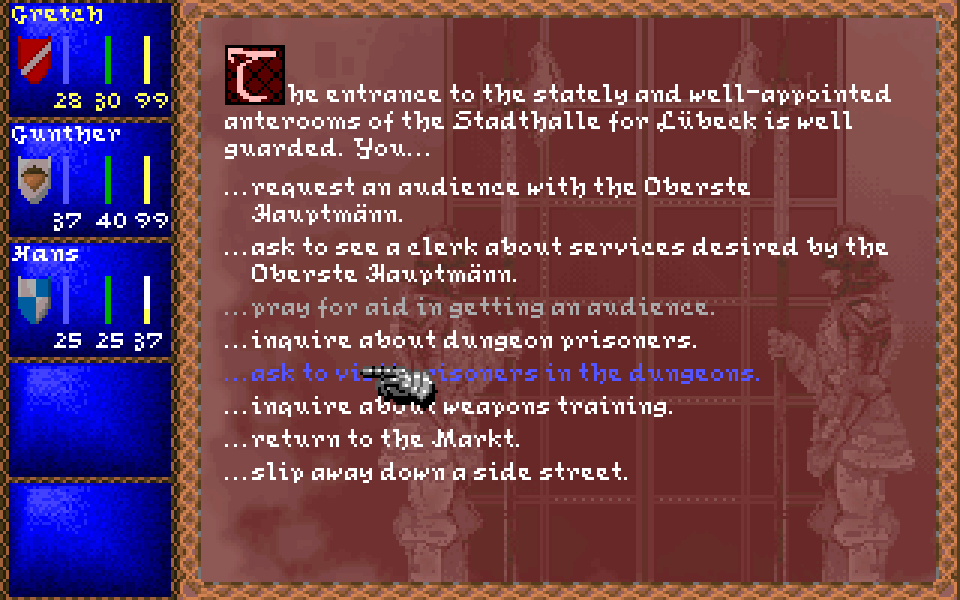 Gretch
28 30 99
Gunther
37 40 99
Hans
25 25 37
The entrance to the stately and well-appointed
anterooms of the Stadthalle for Lübeck is well
guarded. You...
...request an audience with the Oberste
Hauptmänn.
...ask to see a clerk about services desired by the
Oberste Hauptmänn.
...pray for aid in getting an audience.
...inquire about dungeon prisoners.
...ask to visit prisoners in the dungeons.
...inquire about weapons training.
...return to the Markt.
...slip away down a side street.